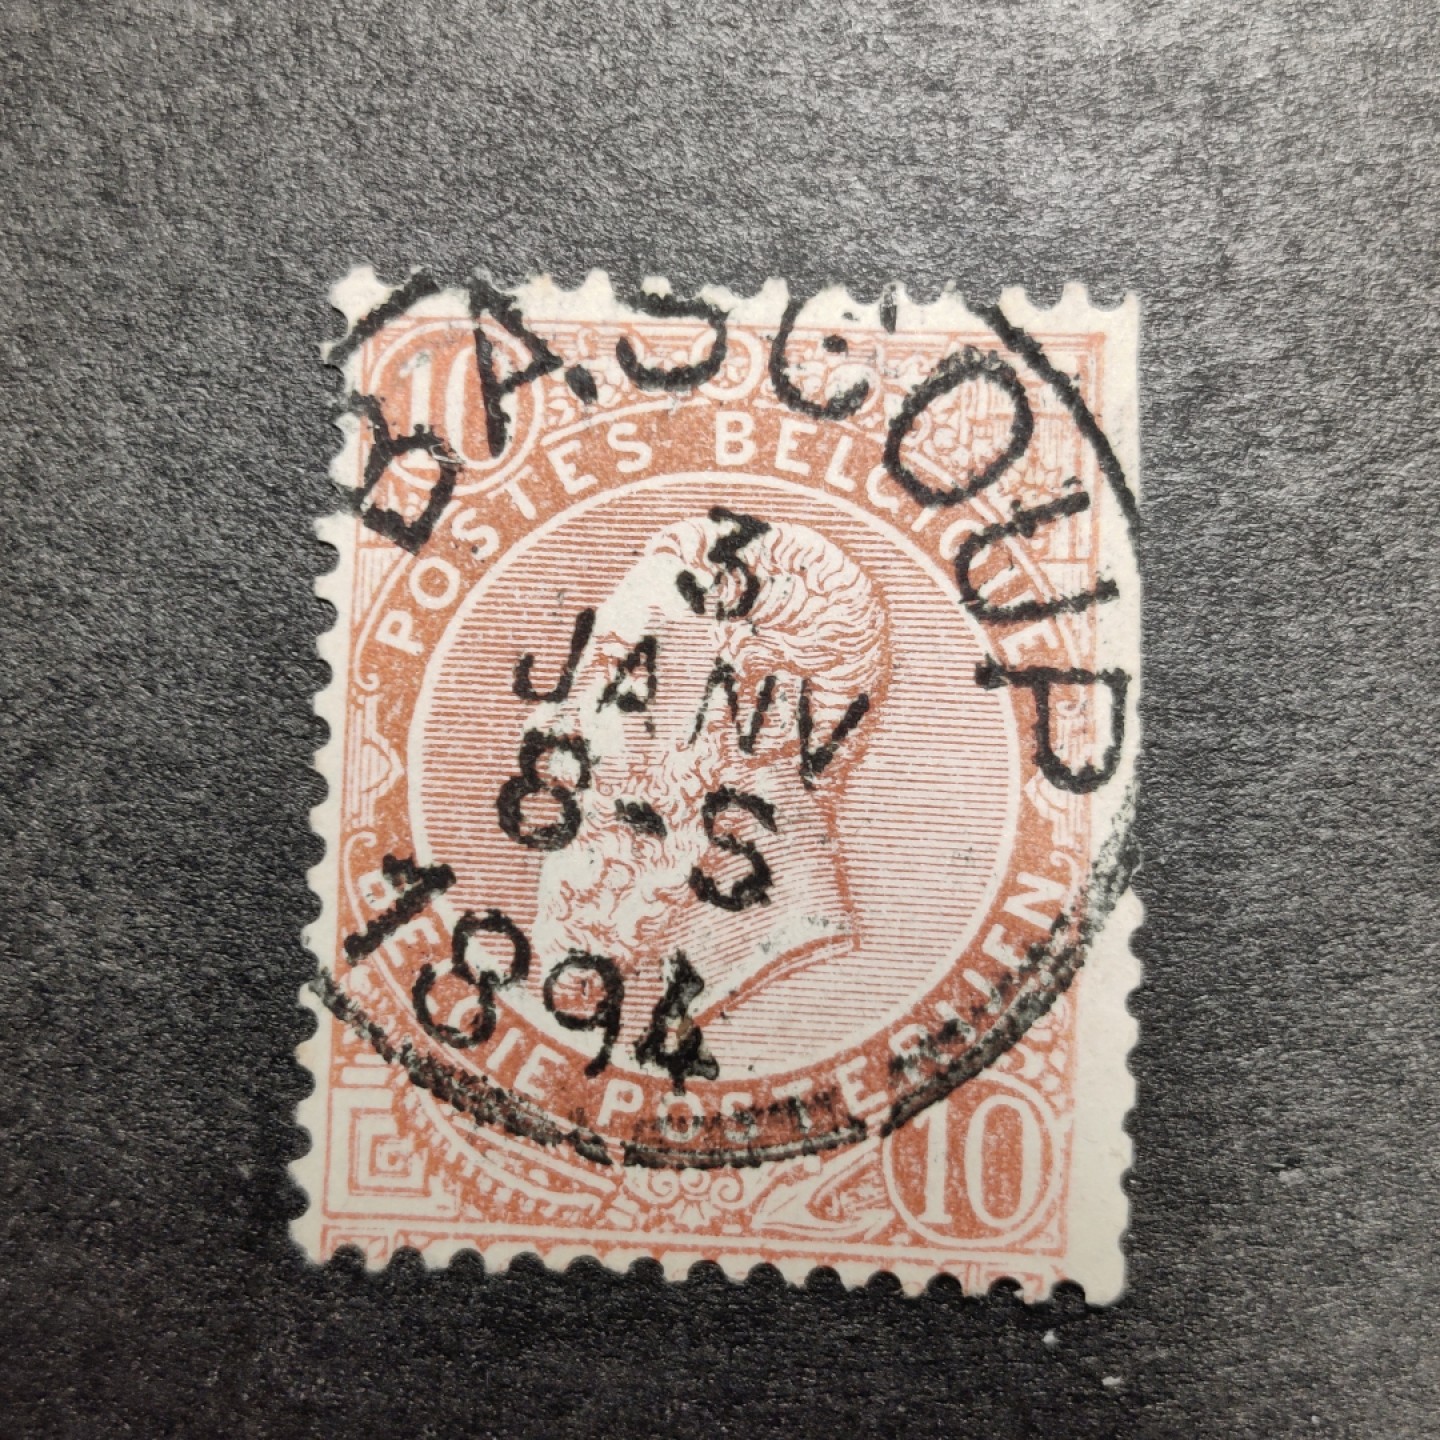 BASCOUP
10
POSTES BELGIQUE
3
JANV
8-S
1894
BELGIE POSTERIJEN
10